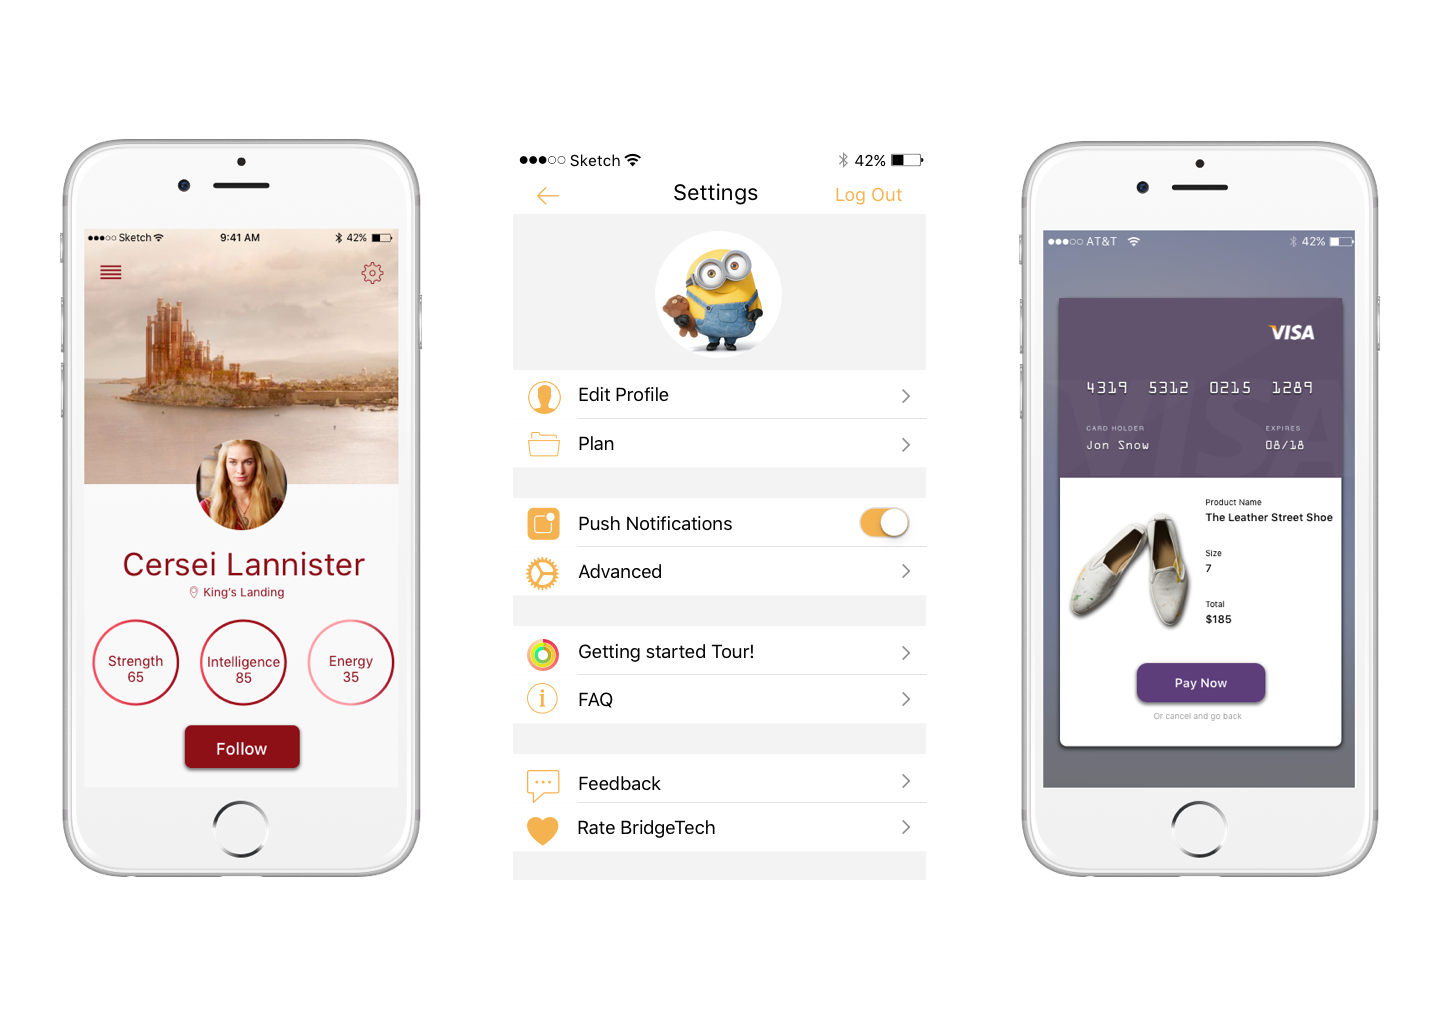 Sketch 9:41 AM 42%
Cersei Lannister
King's Landing
Strength
65
Intelligence
85
Energy
35
Follow
Sketch 42%
Settings Log Out
Edit Profile
Plan
Push Notifications
Advanced
Getting started Tour!
FAQ
Feedback
Rate BridgeTech
AT&T 42%
VISA
4319 5312 0215 1289
CARD HOLDER EXPIRES
Jon Snow 08/18
VISA
Product Name
The Leather Street Shoe
Size
7
Total
$185
Pay Now
Or cancel and go back